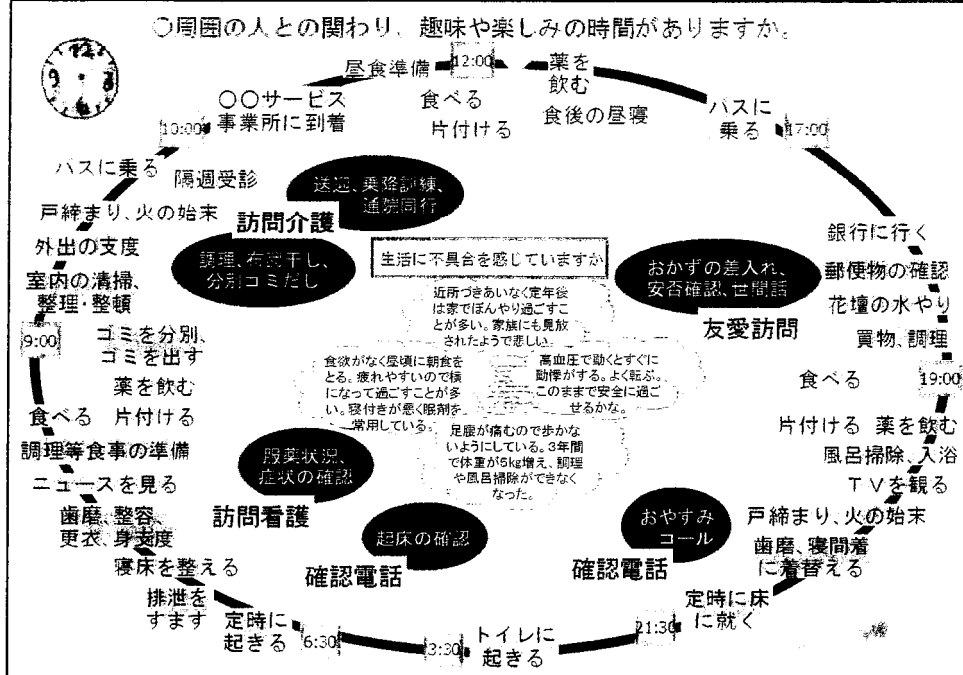 ○周囲の人との関わり、趣味や楽しみの時間がありますか。
12:00
昼食準備
食べる
片付ける
薬を
飲む
食後の昼寝
バスに
乗る
17:00
銀行に行く
郵便物の確認
花壇の水やり
買物、調理
食べる
19:00
片付ける 薬を飲む
風呂掃除、入浴
TVを観る
戸締まり、火の始末
歯磨、寝間着
に着替える
定時に床
に就く
21:30
トイレに
起きる
3:30
6:30
定時に
起きる
排泄を
すます
寝床を整える
歯磨、整容、
更衣、身支度
ニュースを見る
調理等食事の準備
食べる 片付ける
薬を飲む
ゴミを分別、
ゴミを出す
9:00
室内の清掃、
整理・整頓
外出の支度
戸締まり、火の始末
バスに乗る
隔週受診
10:00
○○サービス
事業所に到着
送迎、乗降訓練、
通院同行
訪問介護
調理、布団干し、
分別ゴミだし
生活に不具合を感じていますか
近所づきあいなく定年後
は家でぼんやり過ごすこ
とが多い。家族にも見放
されたようで悲しい。
食欲がなく昼頃に朝食を
とる。疲れやすいので横
になって過ごすことが多
い。寝付きが悪く眠剤を
常用している。
高血圧で動くとすぐに
動悸がする。よく転ぶ。
このままで安全に過ご
せるかな。
足腰が痛むので歩かな
いようにしている。3年間
で体重が5kg増え、調理
や風呂掃除ができなく
なった。
おかずの差入れ、
安否確認、世間話
友愛訪問
服薬状況、
症状の確認
訪問看護
起床の確認
確認電話
おやすみ
コール
確認電話